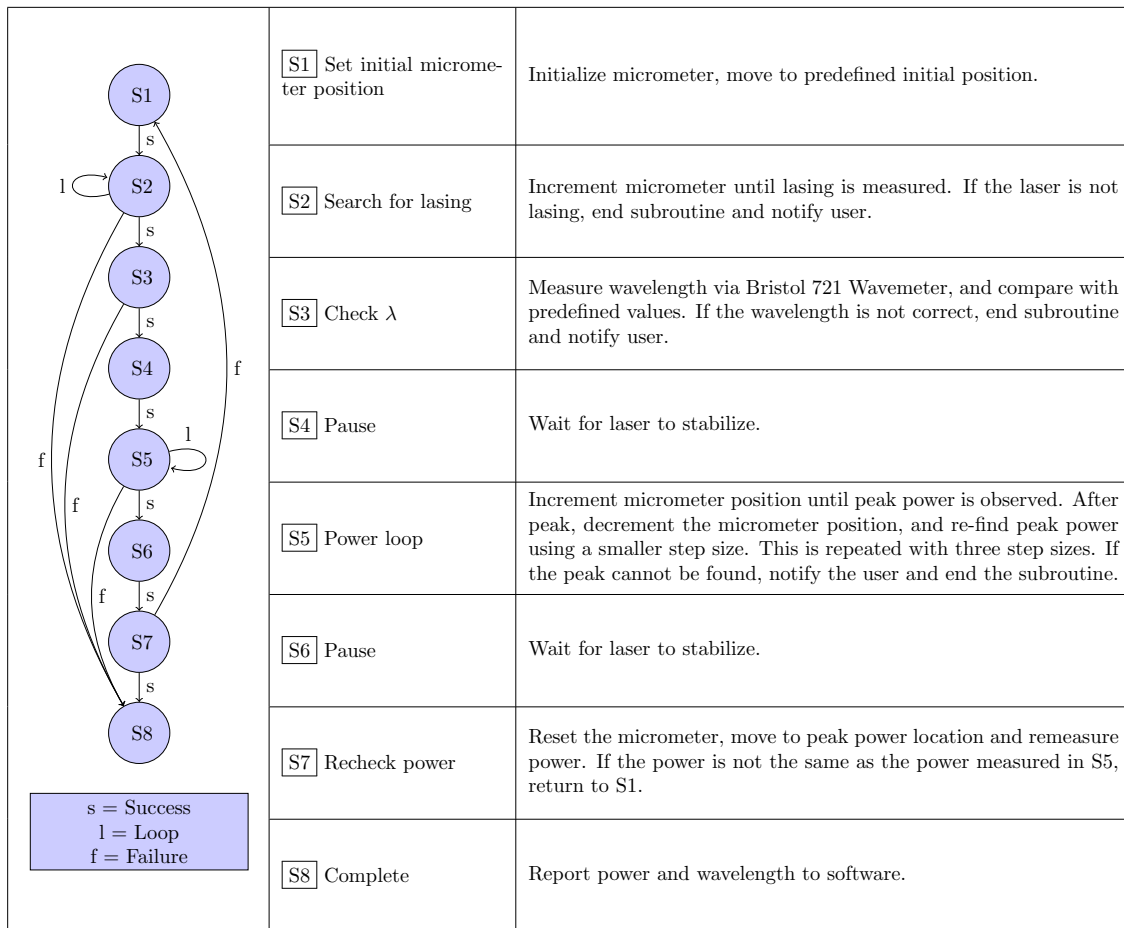 S1
s
l
S2
s
S3
s
S4
f
s
l
S5
f
s
f
S6
f
s
S7
s
S8
s = Success
l = Loop
f = Failure
S1 Set initial microme-
ter position
Initialize micrometer, move to predefined initial position.
S2 Search for lasing
Increment micrometer until lasing is measured. If the laser is not
lasing, end subroutine and notify user.
S3 Check λ
Measure wavelength via Bristol 721 Wavemeter, and compare with
predefined values. If the wavelength is not correct, end subroutine
and notify user.
S4 Pause
Wait for laser to stabilize.
S5 Power loop
Increment micrometer position until peak power is observed. After
peak, decrement the micrometer position, and re-find peak power
using a smaller step size. This is repeated with three step sizes. If
the peak cannot be found, notify the user and end the subroutine.
S6 Pause
Wait for laser to stabilize.
S7 Recheck power
Reset the micrometer, move to peak power location and remeasure
power. If the power is not the same as the power measured in S5,
return to S1.
S8 Complete
Report power and wavelength to software.